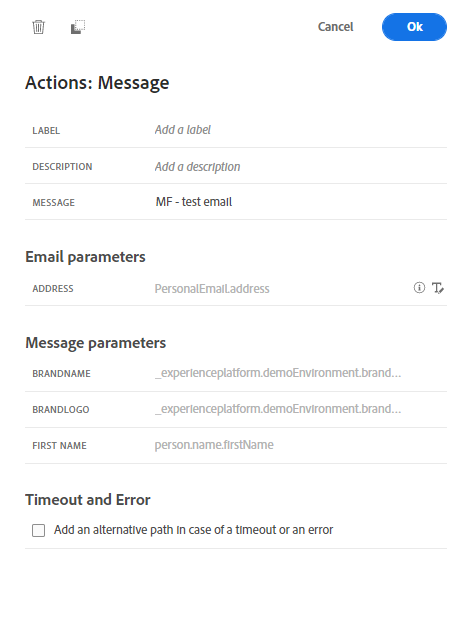 Cancel Ok
Actions: Message
LABEL Add a label
DESCRIPTION Add a description
MESSAGE MF - test email
Email parameters
ADDRESS PersonalEmail.address
Message parameters
BRANDNAME _experienceplatform.demoEnvironment.brand...
BRANDLOGO _experienceplatform.demoEnvironment.brand...
FIRST NAME person.name.firstName
Timeout and Error
Add an alternative path in case of a timeout or an error